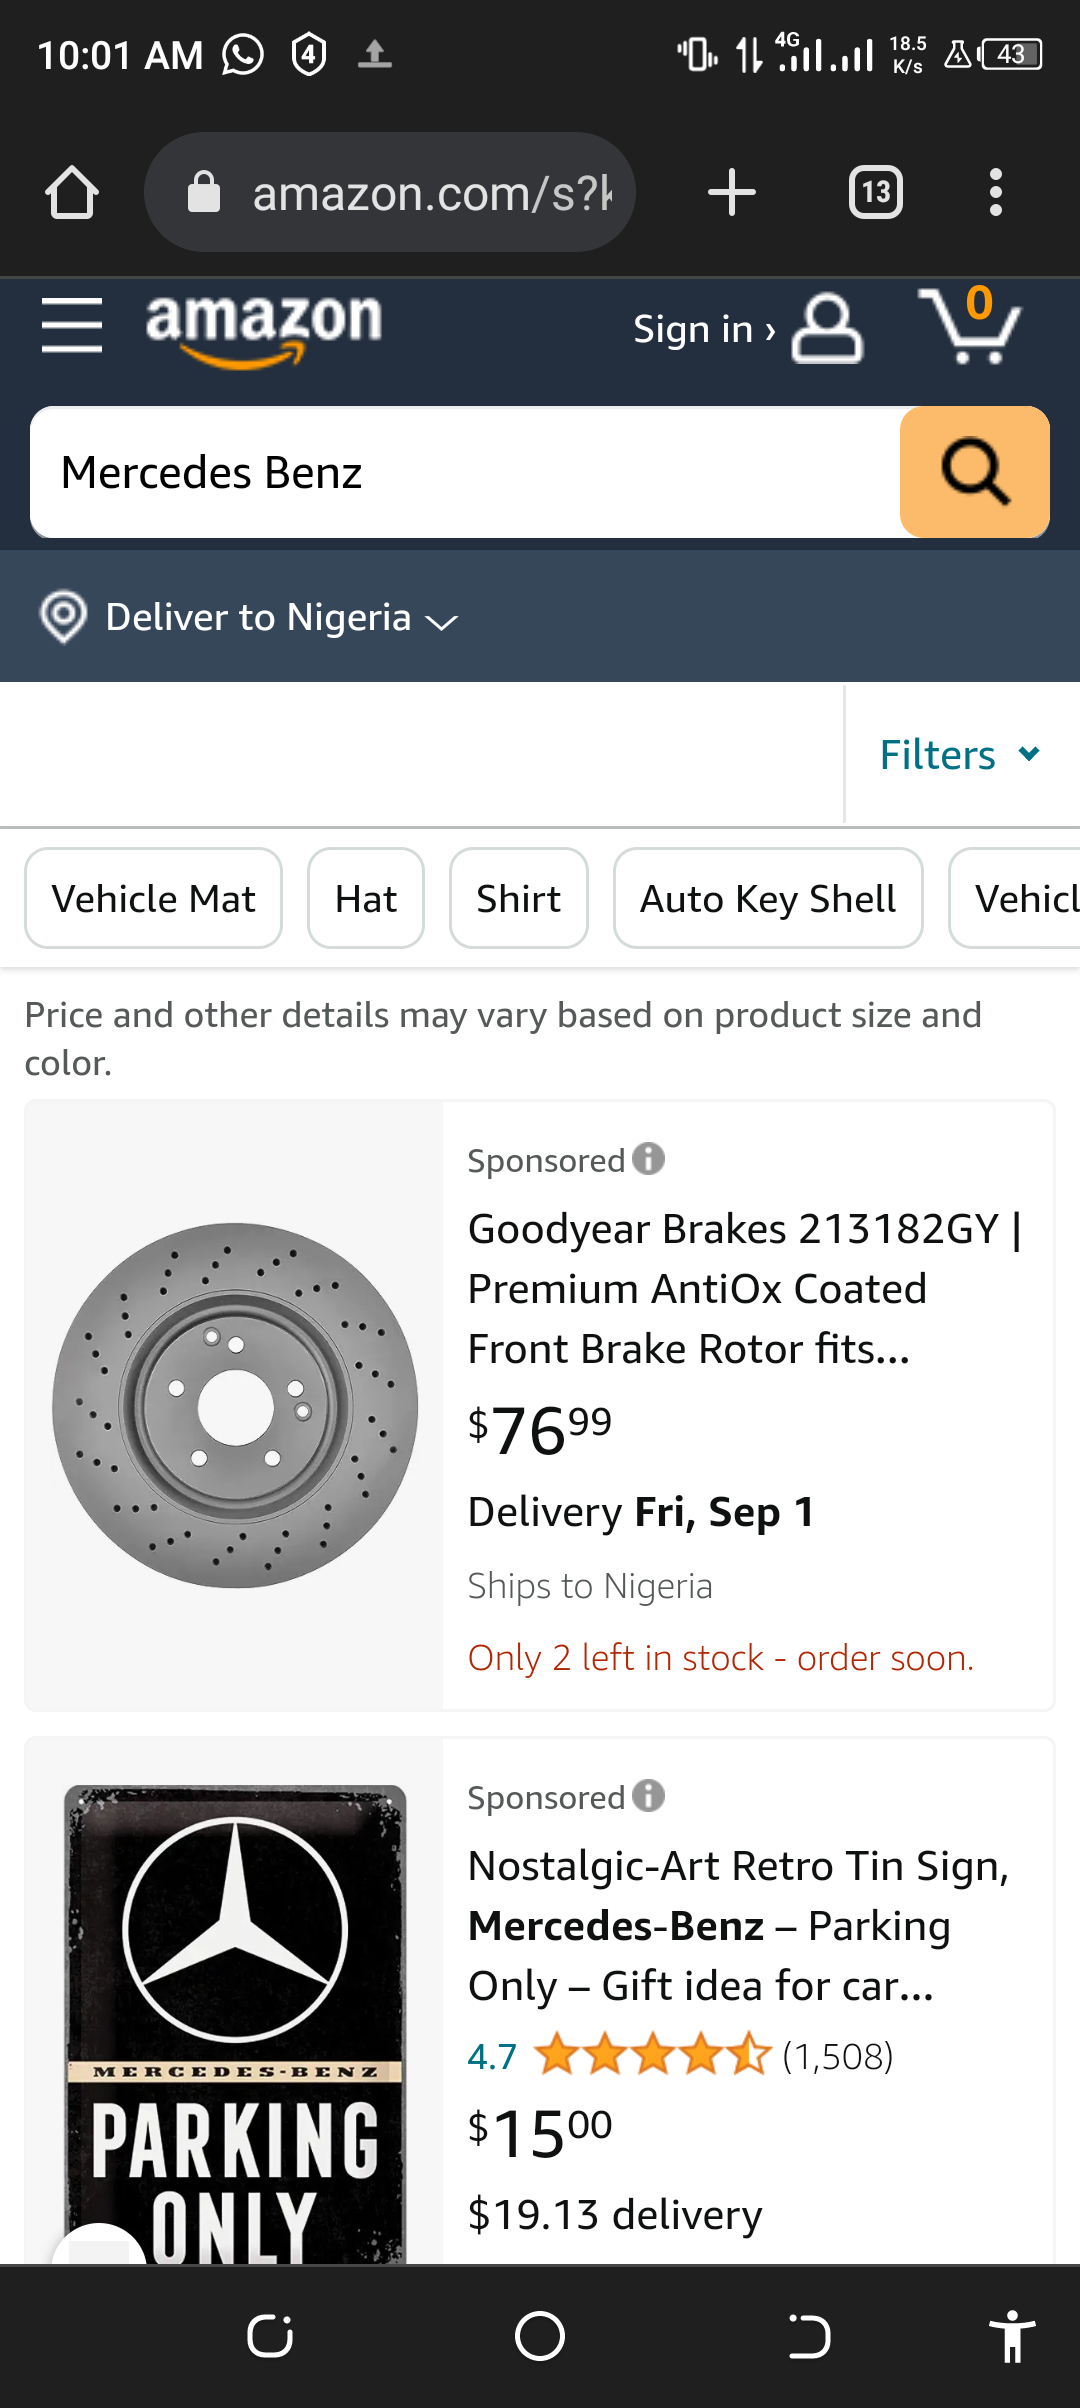 10:01 AM 4 4G 18.5 K/s 43
amazon.com/s?k 13
amazon Sign in › 0
Mercedes Benz
Deliver to Nigeria
Filters
Vehicle Mat Hat Shirt Auto Key Shell Vehicl
Price and other details may vary based on product size and
color.
Sponsored
Goodyear Brakes 213182GY |
Premium AntiOx Coated
Front Brake Rotor fits...
$76.99
Delivery Fri, Sep 1
Ships to Nigeria
Only 2 left in stock - order soon.
MERCEDES-BENZ
PARKING
ONLY
Sponsored
Nostalgic-Art Retro Tin Sign,
Mercedes-Benz – Parking
Only – Gift idea for car...
4.7 (1,508)
$15.00
$19.13 delivery